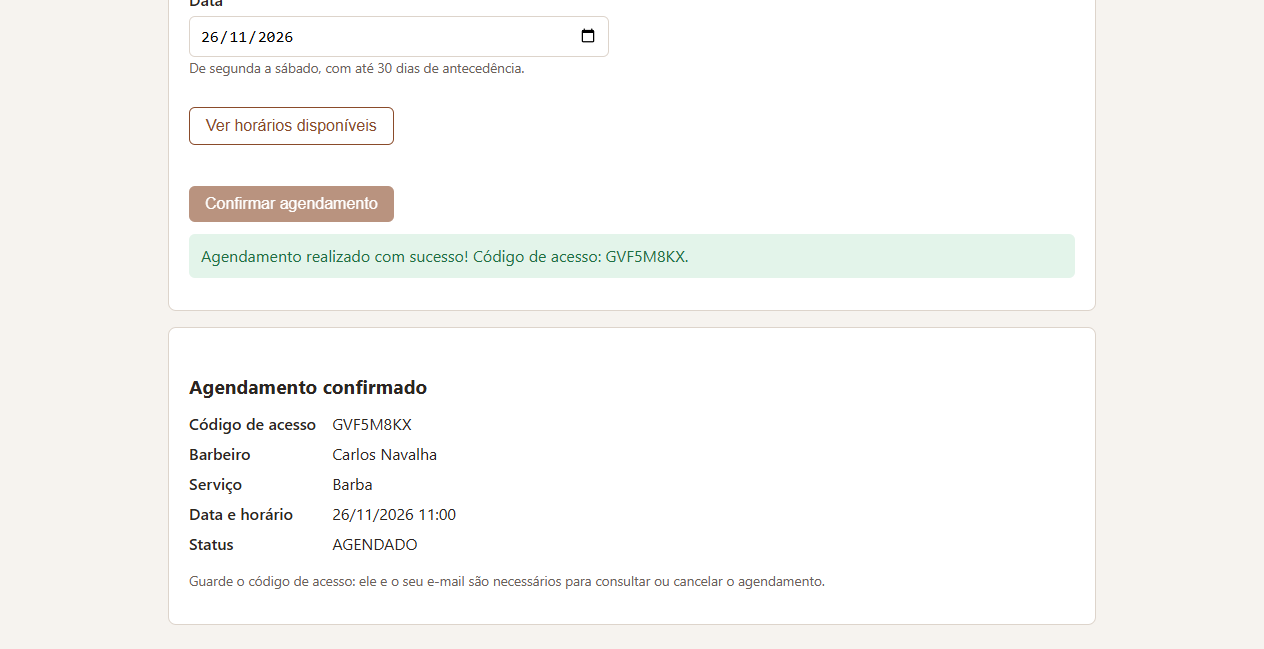 Data
26/11/2026
De segunda a sábado, com até 30 dias de antecedência.
Ver horários disponíveis
Confirmar agendamento
Agendamento realizado com sucesso! Código de acesso: GVF5M8KX.
Agendamento confirmado
Código de acesso GVF5M8KX
Barbeiro Carlos Navalha
Serviço Barba
Data e horário 26/11/2026 11:00
Status AGENDADO
Guarde o código de acesso: ele e o seu e-mail são necessários para consultar ou cancelar o agendamento.